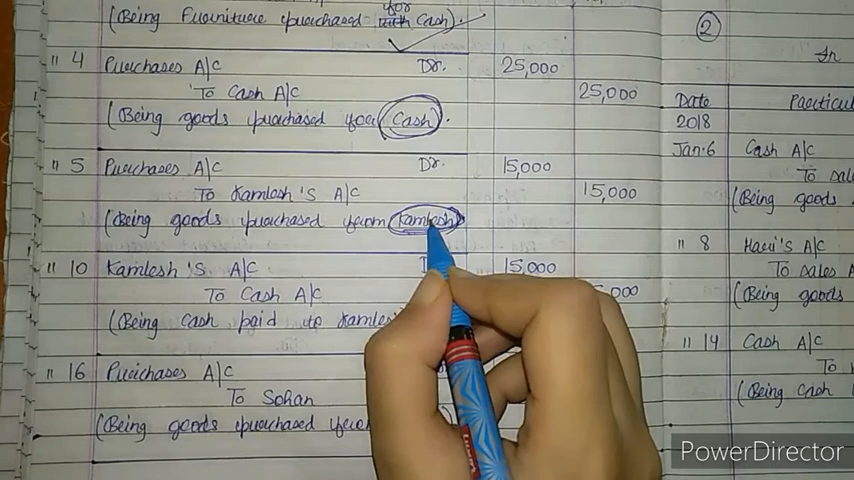 for
(Being Furniture purchased with Cash).
" 4 Purchases A/C Dr. 25,000
To Cash A/C 25,000
(Being goods purchased for Cash).
" 5 Purchases A/C Dr. 15,000
To Kamlesh 'S A/C 15,000
(Being goods purchased from Kamlesh)
" 10 Kamlesh 'S A/C 15,000
To Cash A/C
(Being cash paid to
" 16 Purchases A/C
To Sohan
(Being goods purchased
2
In
Date
2018
Jan. 6 Cash A/C
To
(Being goods
" 8 Hari's A/C
To Sales A
(Being goods
" 14 Cash A/C
To
(Being Cash
PowerDirector